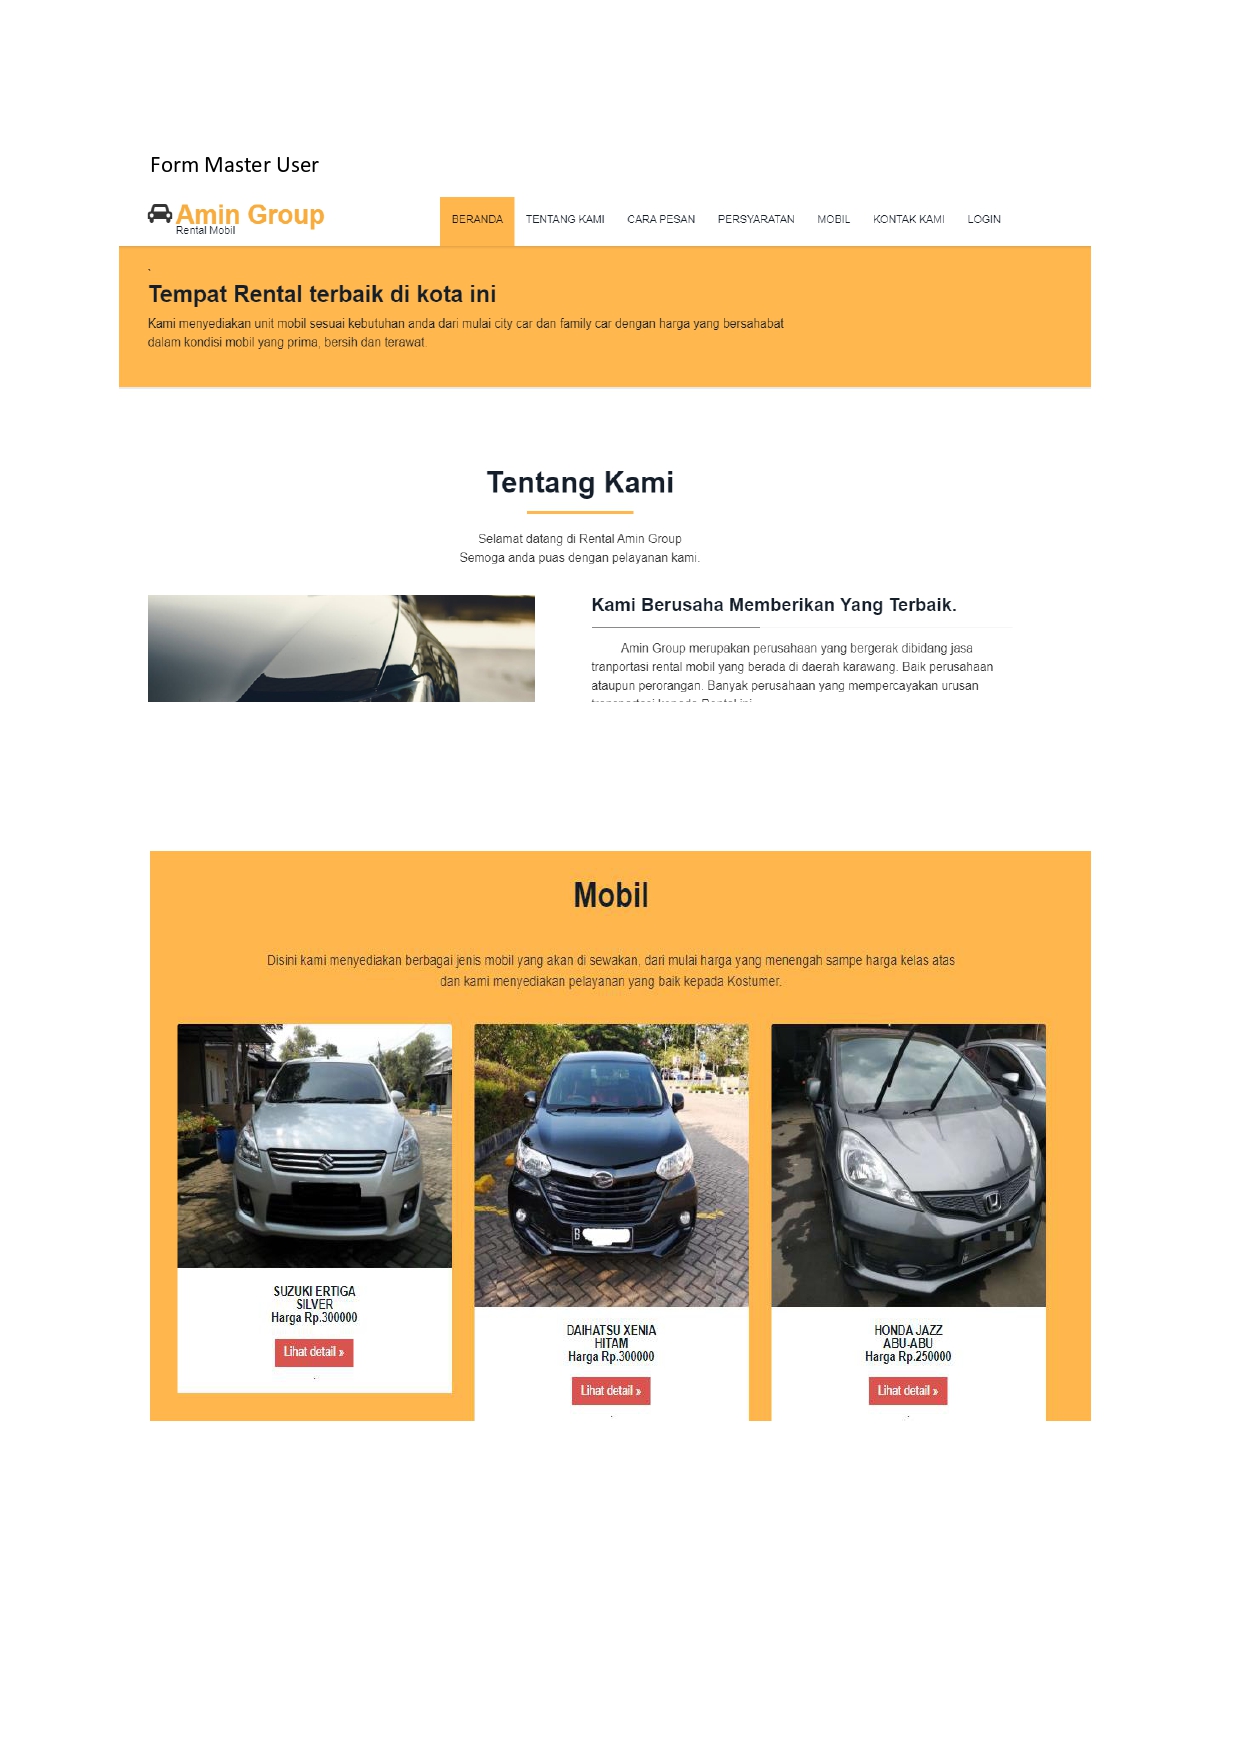 Form Master User
Amin Group
Rental Mobil
BERANDA TENTANG KAMI CARA PESAN PERSYARATAN MOBIL KONTAK KAMI LOGIN
Tempat Rental terbaik di kota ini
Kami menyediakan unit mobil sesuai kebutuhan anda dari mulai city car dan family car dengan harga yang bersahabat
dalam kondisi mobil yang prima, bersih dan terawat.
Tentang Kami
Selamat datang di Rental Amin Group
Semoga anda puas dengan pelayanan kami.
Kami Berusaha Memberikan Yang Terbaik.
Amin Group merupakan perusahaan yang bergerak dibidang jasa
tranportasi rental mobil yang berada di daerah karawang. Baik perusahaan
ataupun perorangan. Banyak perusahaan yang mempercayakan urusan
Mobil
Disini kami menyediakan berbagai jenis mobil yang akan di sewakan, dari mulai harga yang menengah sampe harga kelas atas
dan kami menyediakan pelayanan yang baik kepada Kostumer.
B
SUZUKI ERTIGA
SILVER
Harga Rp.300000
Lihat detail »
DAIHATSU XENIA
HITAM
Harga Rp.300000
Lihat detail »
HONDA JAZZ
ABU-ABU
Harga Rp.250000
Lihat detail »